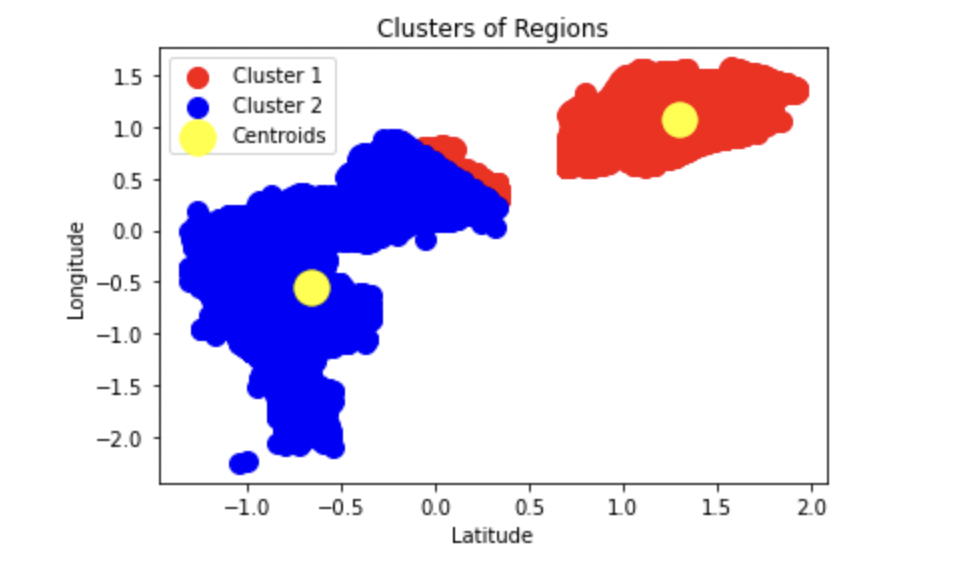 Clusters of Regions
Cluster 1
Cluster 2
Centroids
1.5
1.0
0.5
0.0
−0.5
−1.0
−1.5
−2.0
Longitude
−1.0 −0.5 0.0 0.5 1.0 1.5 2.0
Latitude